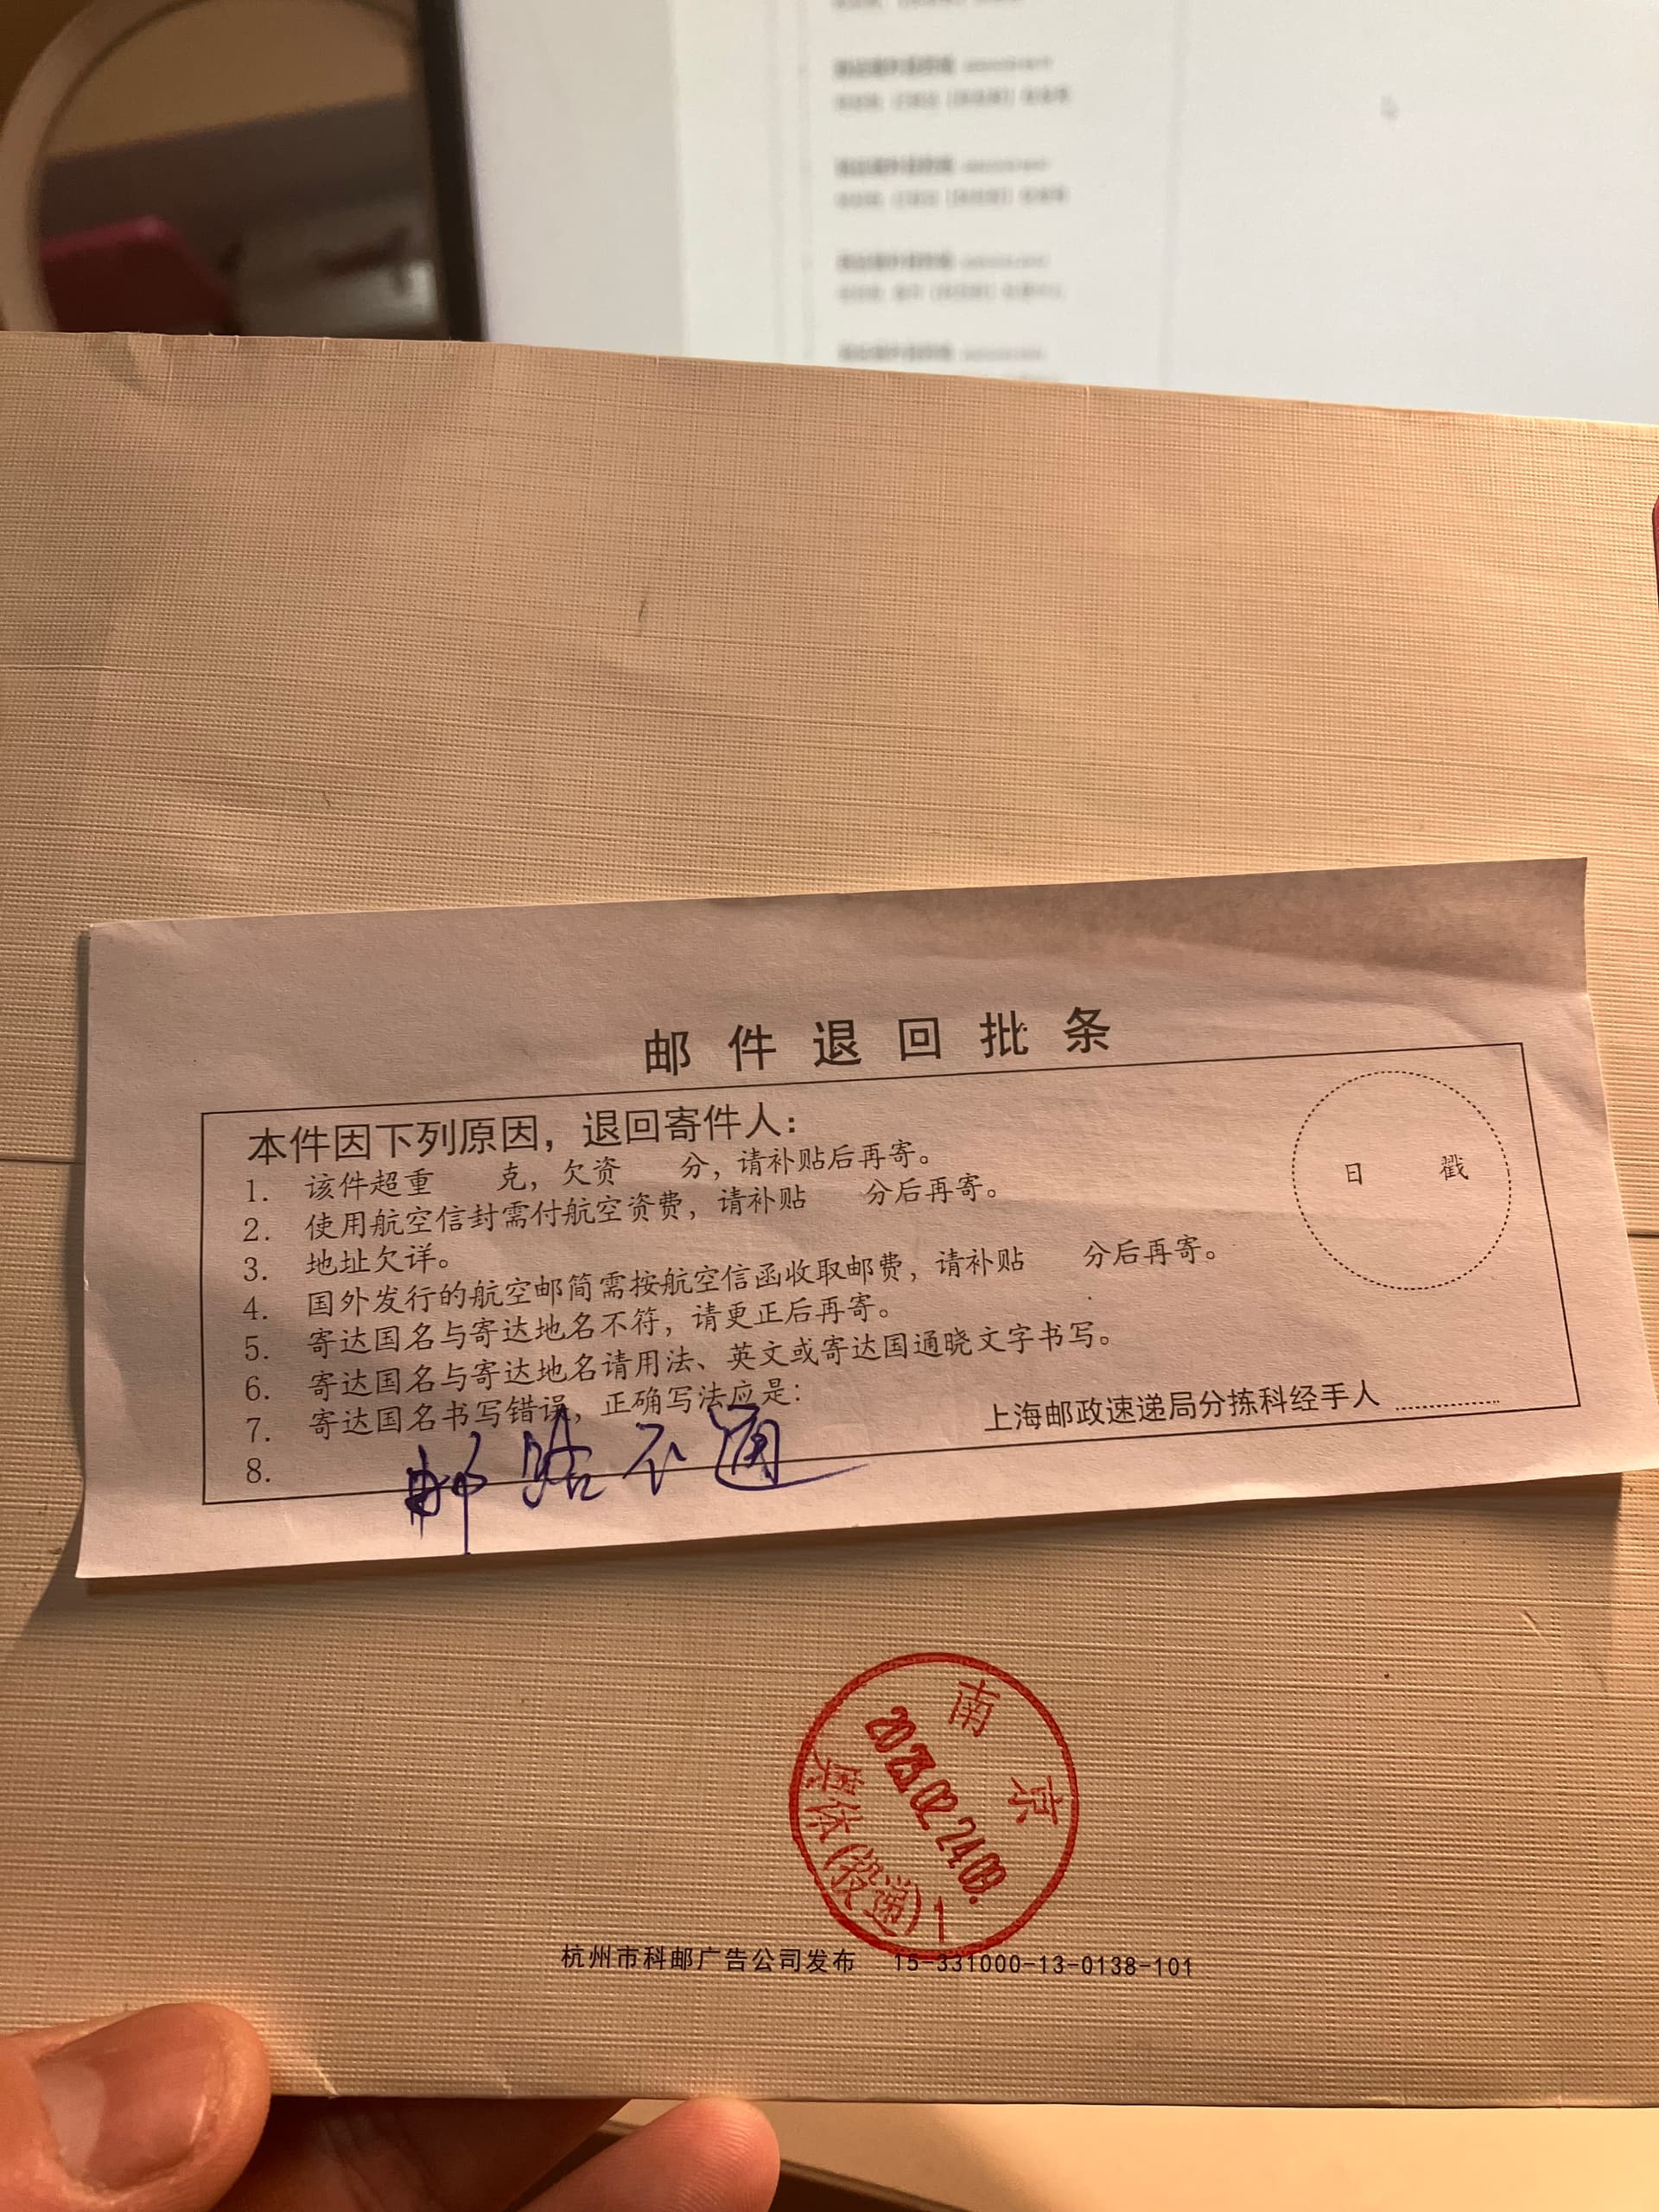 邮件退回批条
本件因下列原因，退回寄件人：
1. 该件超重 克，欠资 分，请补贴后再寄。
2. 使用航空信封需付航空资费，请补贴 分后再寄。
3. 地址欠详。
4. 国外发行的航空邮简需按航空信函收取邮费，请补贴 分后再寄。
5. 寄达国名与寄达地名不符，请更正后再寄。
6. 寄达国名与寄达地名请用法、英文或寄达国通晓文字书写。
7. 寄达国名书写错误，正确写法应是：
8. 邮路不通
日 戳
上海邮政速递局分拣科经手人
南京
2023.02.24.09.
奥体(投递)1
杭州市科邮广告公司发布 15-331000-13-0138-101